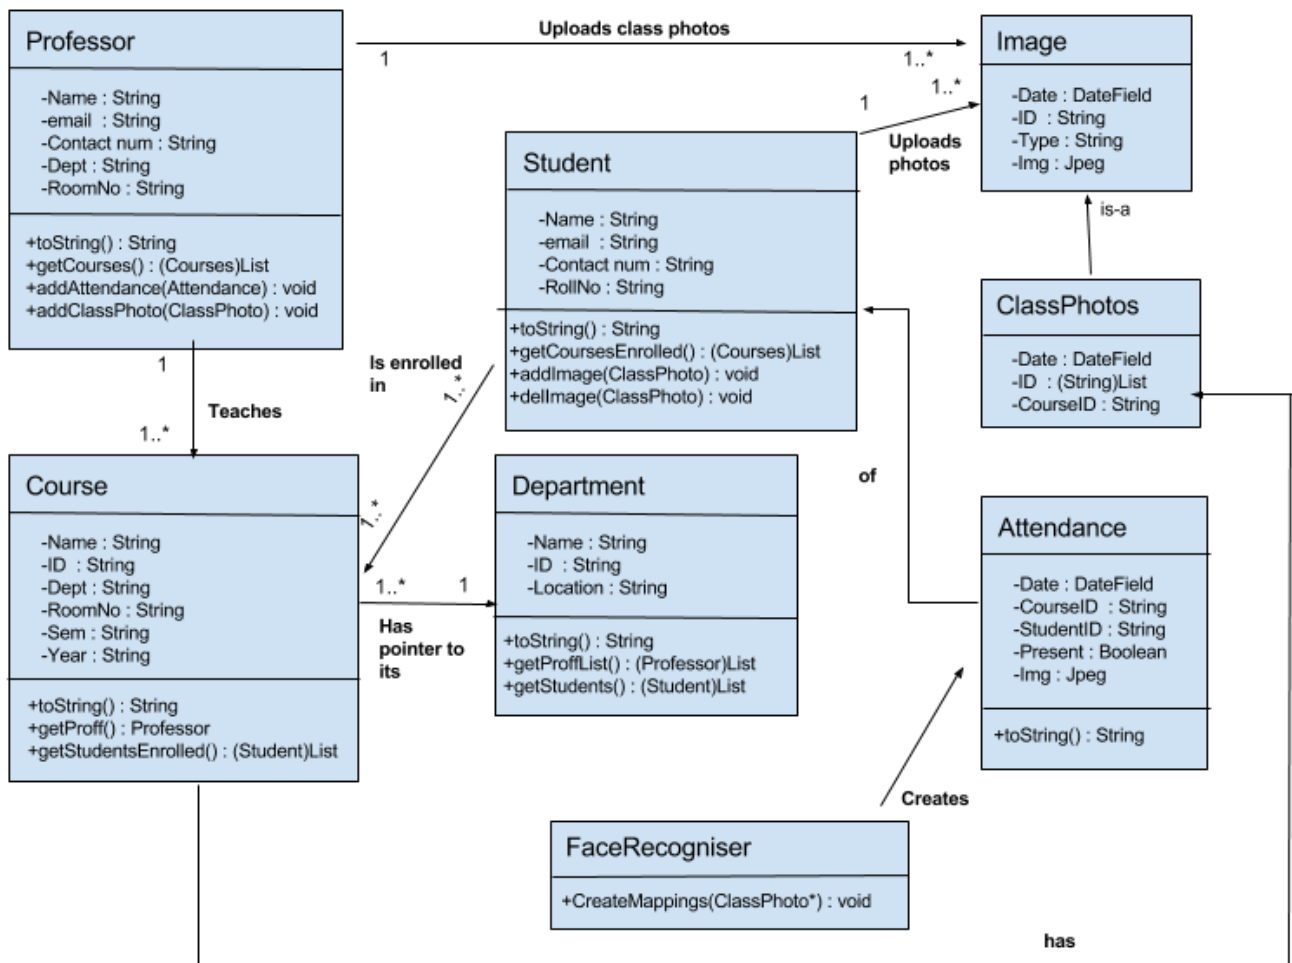 Professor
-Name : String
-email : String
-Contact num : String
-Dept : String
-RoomNo : String
+toString() : String
+getCourses() : (Courses)List
+addAttendance(Attendance) : void
+addClassPhoto(ClassPhoto) : void
Uploads class photos
1
1..*
Image
-Date : DateField
-ID : String
-Type : String
-Img : Jpeg
1
1..*
Uploads
photos
Student
-Name : String
-email : String
-Contact num : String
-RollNo : String
+toString() : String
+getCoursesEnrolled() : (Courses)List
+addImage(ClassPhoto) : void
+delImage(ClassPhoto) : void
is-a
ClassPhotos
-Date : DateField
-ID : (String)List
-CourseID : String
1
Teaches
1..*
Is enrolled
in
1..*
1..*
of
Course
-Name : String
-ID : String
-Dept : String
-RoomNo : String
-Sem : String
-Year : String
+toString() : String
+getProff() : Professor
+getStudentsEnrolled() : (Student)List
1..*
1
Has
pointer to
its
Department
-Name : String
-ID : String
-Location : String
+toString() : String
+getProffList() : (Professor)List
+getStudents() : (Student)List
Attendance
-Date : DateField
-CourseID : String
-StudentID : String
-Present : Boolean
-Img : Jpeg
+toString() : String
Creates
FaceRecogniser
+CreateMappings(ClassPhoto*) : void
has